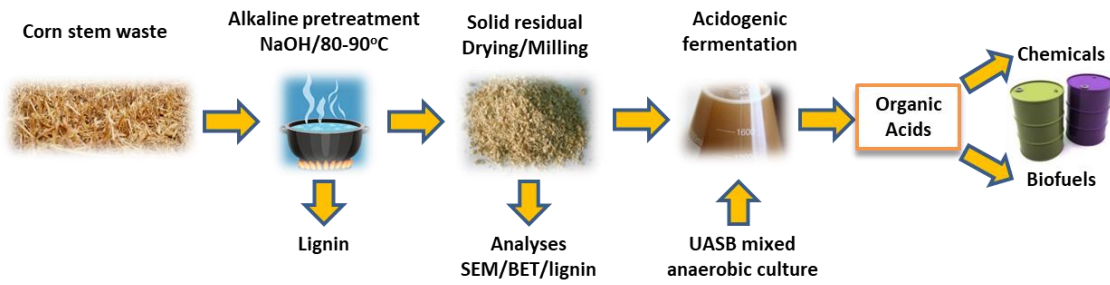 Corn stem waste
Alkaline pretreatment
NaOH/80-90°C
Solid residual
Drying/Milling
Acidogenic
fermentation
Chemicals
Organic
Acids
Biofuels
1600
Lignin
Analyses
SEM/BET/lignin
UASB mixed
anaerobic culture